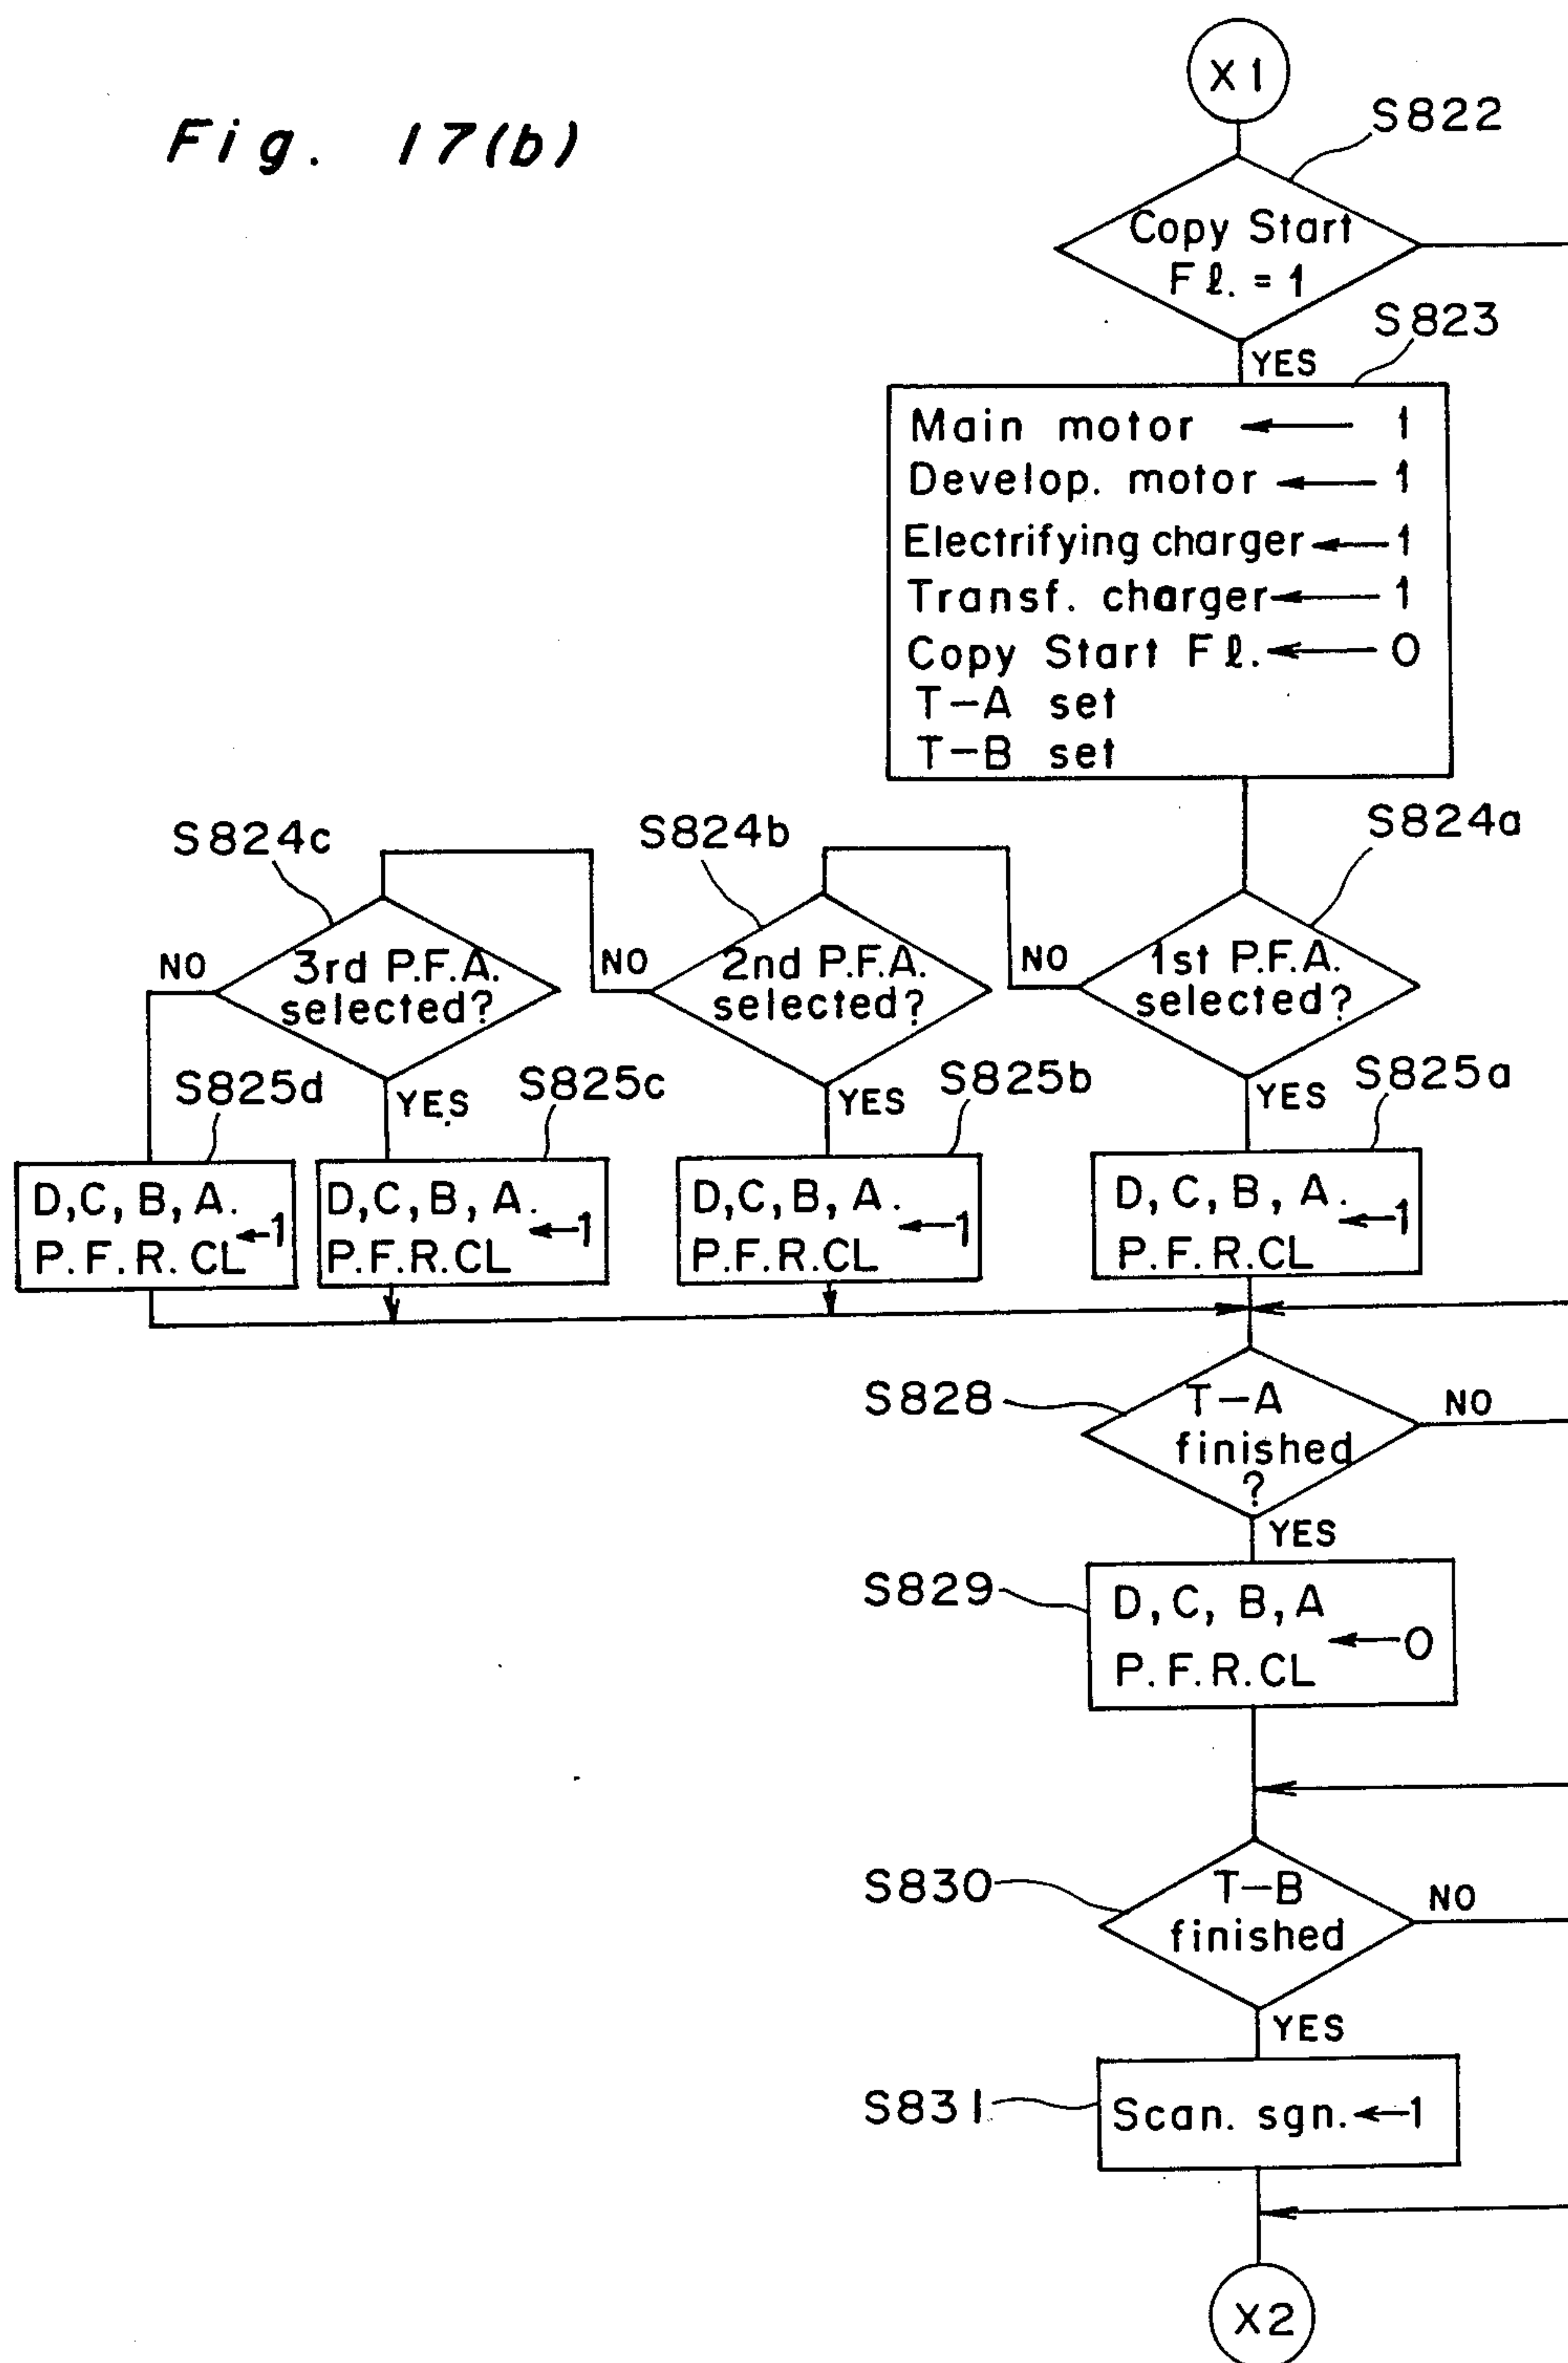 Fig. 17(b)
X1
S822
Copy Start
Fℓ. = 1
S823
YES
Main motor ← 1
Develop. motor ← 1
Electrifying charger ← 1
Transf. charger ← 1
Copy Start Fℓ. ← 0
T-A set
T-B set
S824c
S824b
S824a
NO
3rd P.F.A.
selected?
NO
2nd P.F.A.
selected?
NO
1st P.F.A.
selected?
S825d
YES
S825c
YES
S825b
YES
S825a
D, C, B, A.
P.F.R.CL ←1
D, C, B, A.
P.F.R.CL ←1
D, C, B, A.
P.F.R.CL ←1
D, C, B, A.
P.F.R.CL ←1
S828
T-A
finished
?
NO
YES
S829
D, C, B, A
P.F.R.CL ←0
S830
T-B
finished
NO
YES
S831
Scan. sgn. ←1
X2